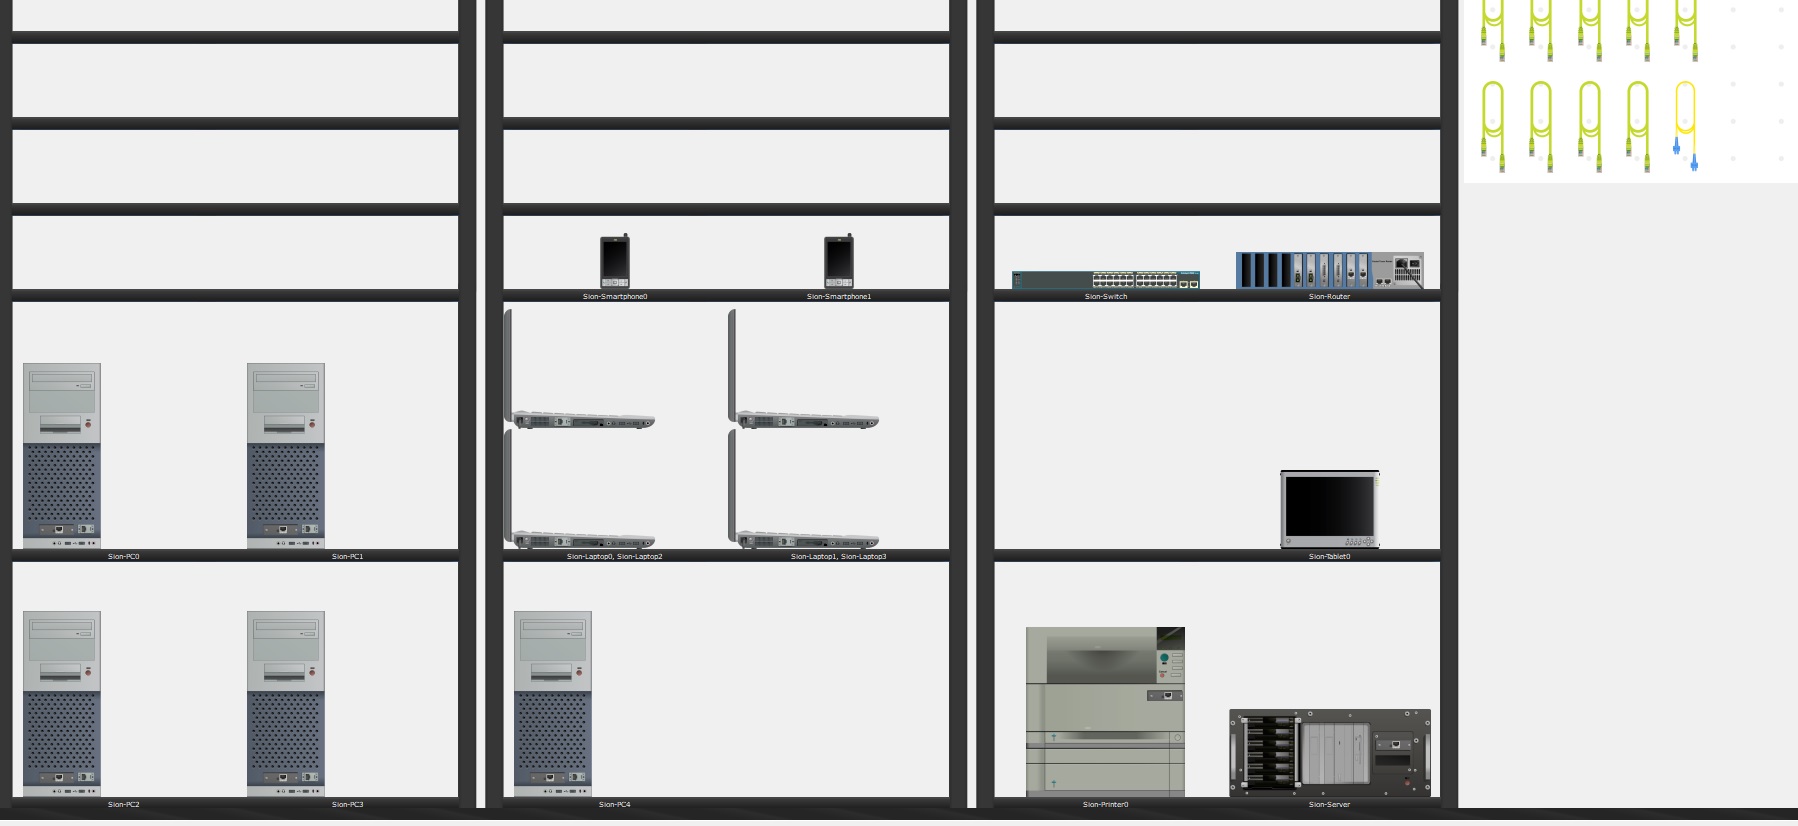 Sion-Smartphone0
Sion-Smartphone1
Sion-Switch
Sion-Router
Sion-PC0
Sion-PC1
Sion-Laptop0, Sion-Laptop2
Sion-Laptop1, Sion-Laptop3
Sion-Tablet0
Sion-PC2
Sion-PC3
Sion-PC4
Sion-Printer0
Sion-Server